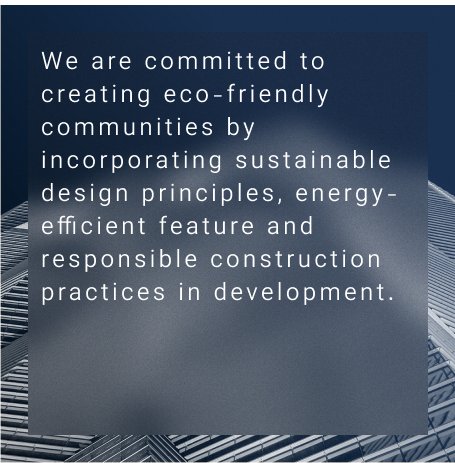 We are committed to
creating eco-friendly
communities by
incorporating sustainable
design principles, energy-
efficient feature and
responsible construction
practices in development.